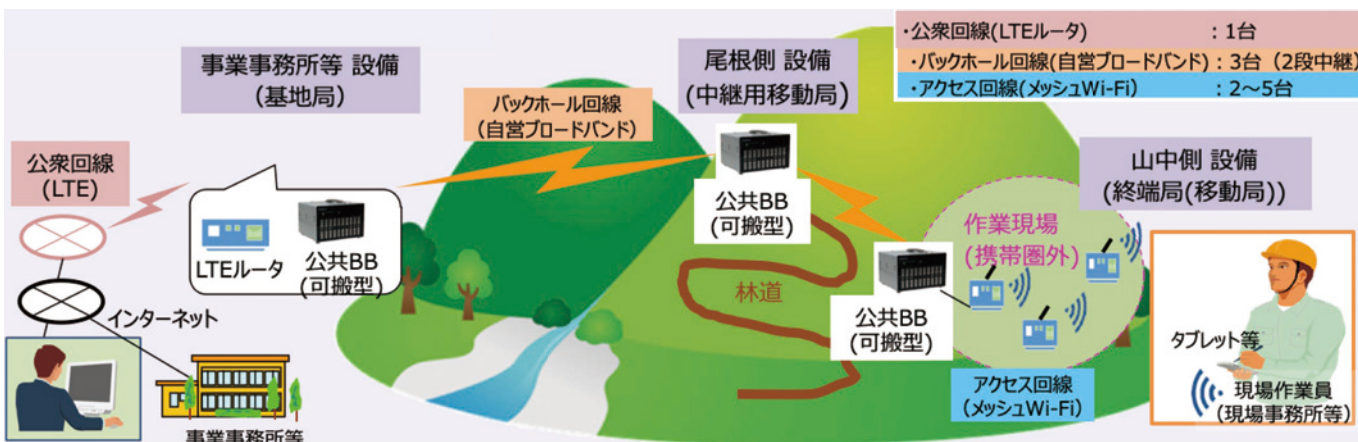 ・公衆回線(LTEルータ) : 1台
・バックホール回線(自営ブロードバンド) : 3台 (2段中継)
・アクセス回線(メッシュWi-Fi) : 2～5台
事業事務所等 設備
(基地局)
尾根側 設備
(中継用移動局)
バックホール回線
(自営ブロードバンド)
山中側 設備
(終端局(移動局))
公衆回線
(LTE)
LTEルータ
公共BB
(可搬型)
公共BB
(可搬型)
作業現場
(携帯圏外)
林道
公共BB
(可搬型)
インターネット
タブレット等
アクセス回線
(メッシュWi-Fi)
現場作業員
(現場事務所等)
事業事務所等